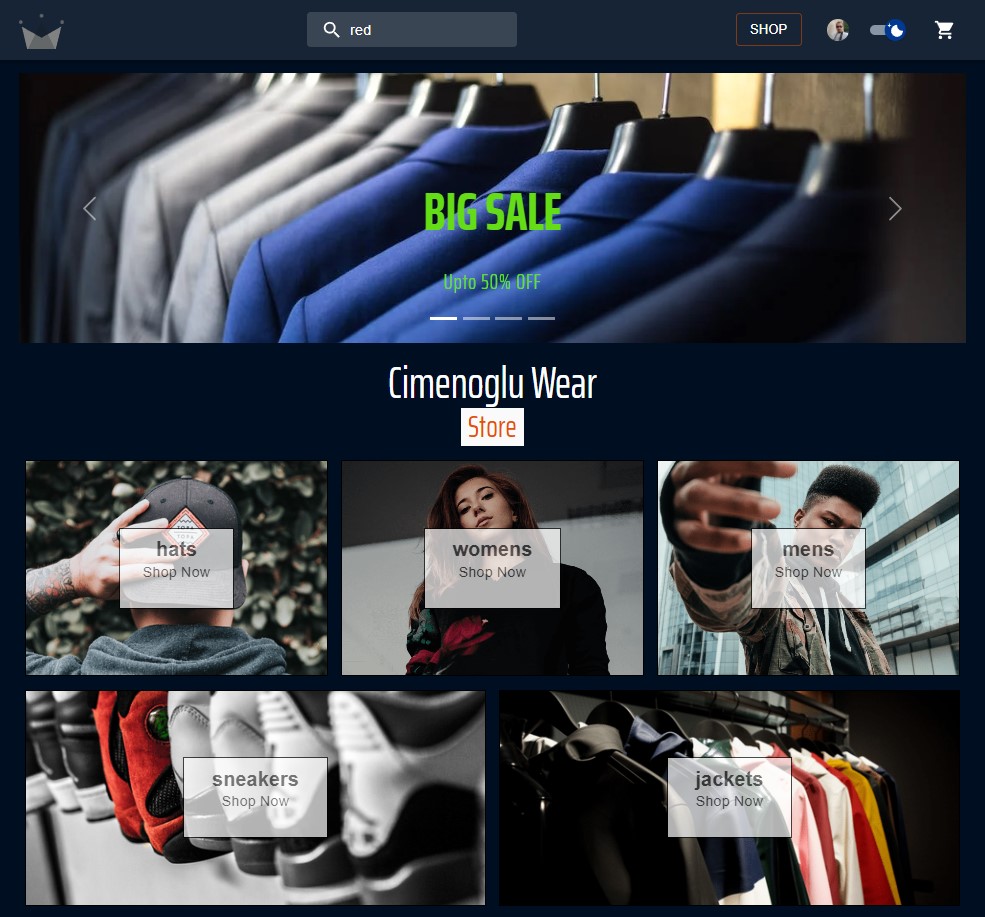 red
SHOP
BIG SALE
Upto 50% OFF
Cimenoglu Wear
Store
hats
Shop Now
womens
Shop Now
mens
Shop Now
sneakers
Shop Now
jackets
Shop Now